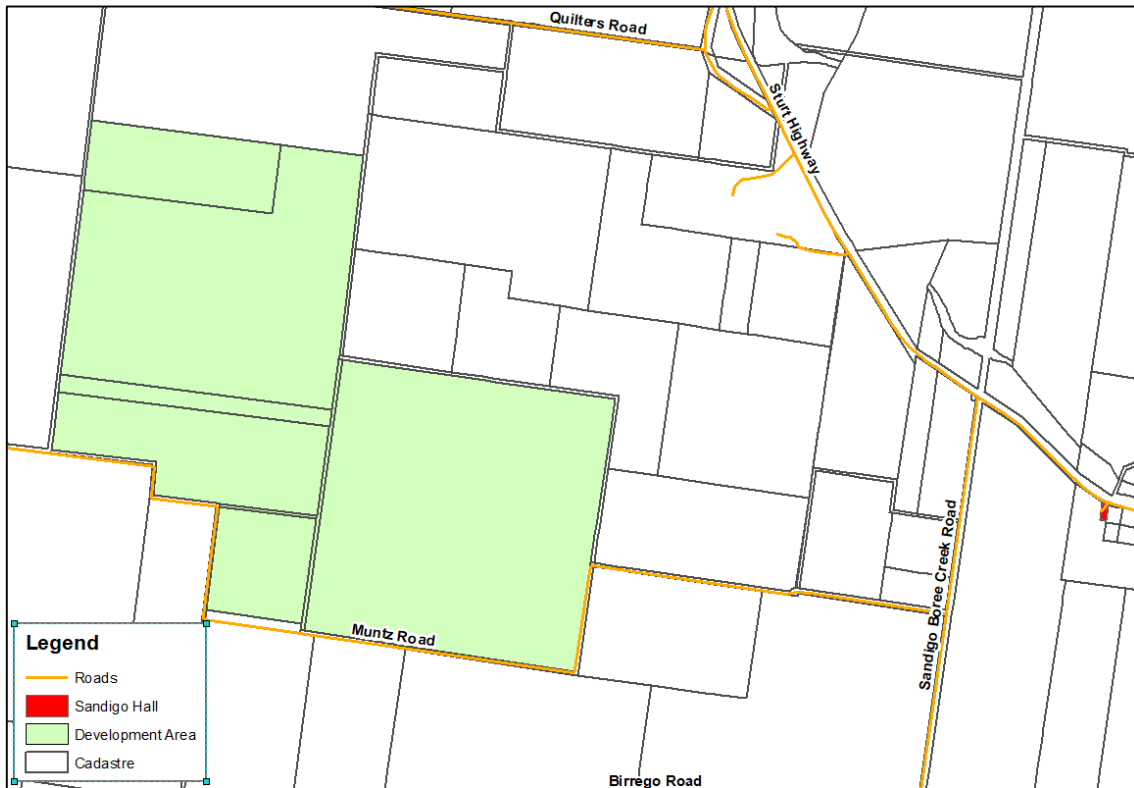 Quilters Road
Sturt Highway
Sandigo Boree Creek Road
Muntz Road
Legend
Roads
Sandigo Hall
Development Area
Cadastre
Birrego Road